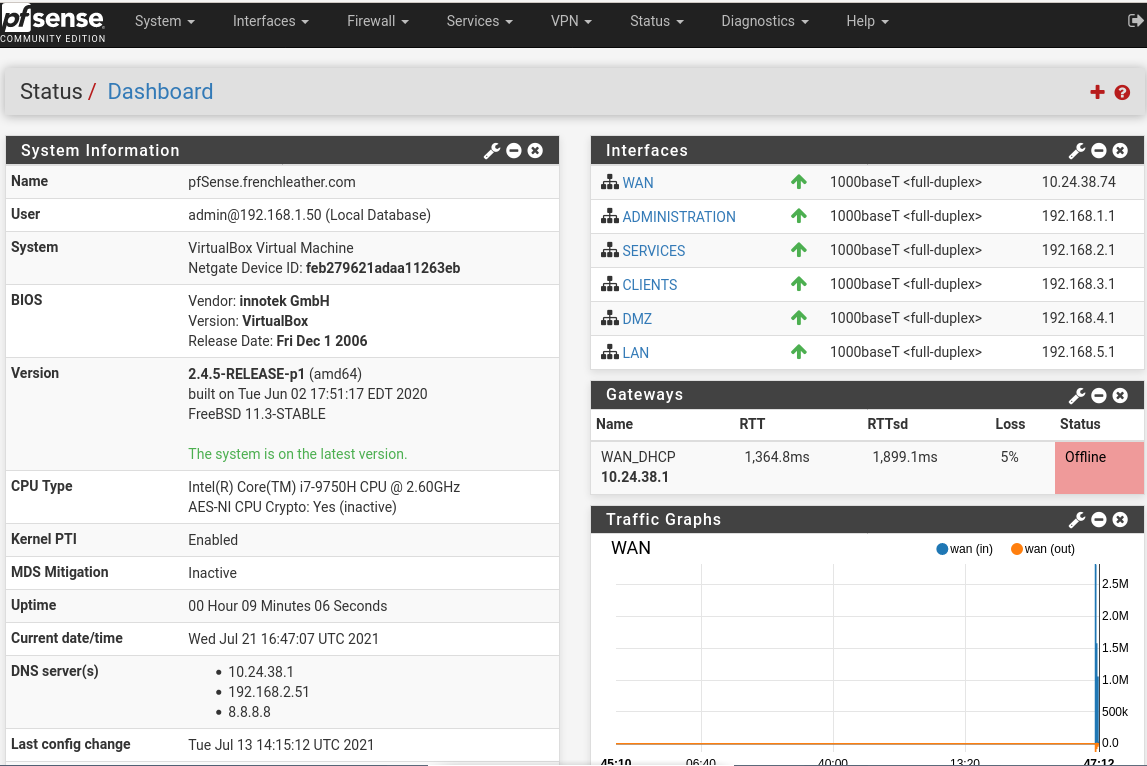 pfsense
COMMUNITY EDITION
System Interfaces Firewall Services VPN Status Diagnostics Help
Status / Dashboard
System Information
Name pfSense.frenchleather.com
User admin@192.168.1.50 (Local Database)
System VirtualBox Virtual Machine
Netgate Device ID: feb279621adaa11263eb
BIOS Vendor: innotek GmbH
Version: VirtualBox
Release Date: Fri Dec 1 2006
Version 2.4.5-RELEASE-p1 (amd64)
built on Tue Jun 02 17:51:17 EDT 2020
FreeBSD 11.3-STABLE
The system is on the latest version.
CPU Type Intel(R) Core(TM) i7-9750H CPU @ 2.60GHz
AES-NI CPU Crypto: Yes (inactive)
Kernel PTI Enabled
MDS Mitigation Inactive
Uptime 00 Hour 09 Minutes 06 Seconds
Current date/time Wed Jul 21 16:47:07 UTC 2021
DNS server(s)
• 10.24.38.1
• 192.168.2.51
• 8.8.8.8
Last config change Tue Jul 13 14:15:12 UTC 2021
Interfaces
WAN 1000baseT <full-duplex> 10.24.38.74
ADMINISTRATION 1000baseT <full-duplex> 192.168.1.1
SERVICES 1000baseT <full-duplex> 192.168.2.1
CLIENTS 1000baseT <full-duplex> 192.168.3.1
DMZ 1000baseT <full-duplex> 192.168.4.1
LAN 1000baseT <full-duplex> 192.168.5.1
Gateways
Name RTT RTTsd Loss Status
WAN_DHCP 1,364.8ms 1,899.1ms 5% Offline
10.24.38.1
Traffic Graphs
WAN
wan (in) wan (out)
2.5M
2.0M
1.5M
1.0M
500k
0.0
45:10 06:40 40:00 13:20 47:12